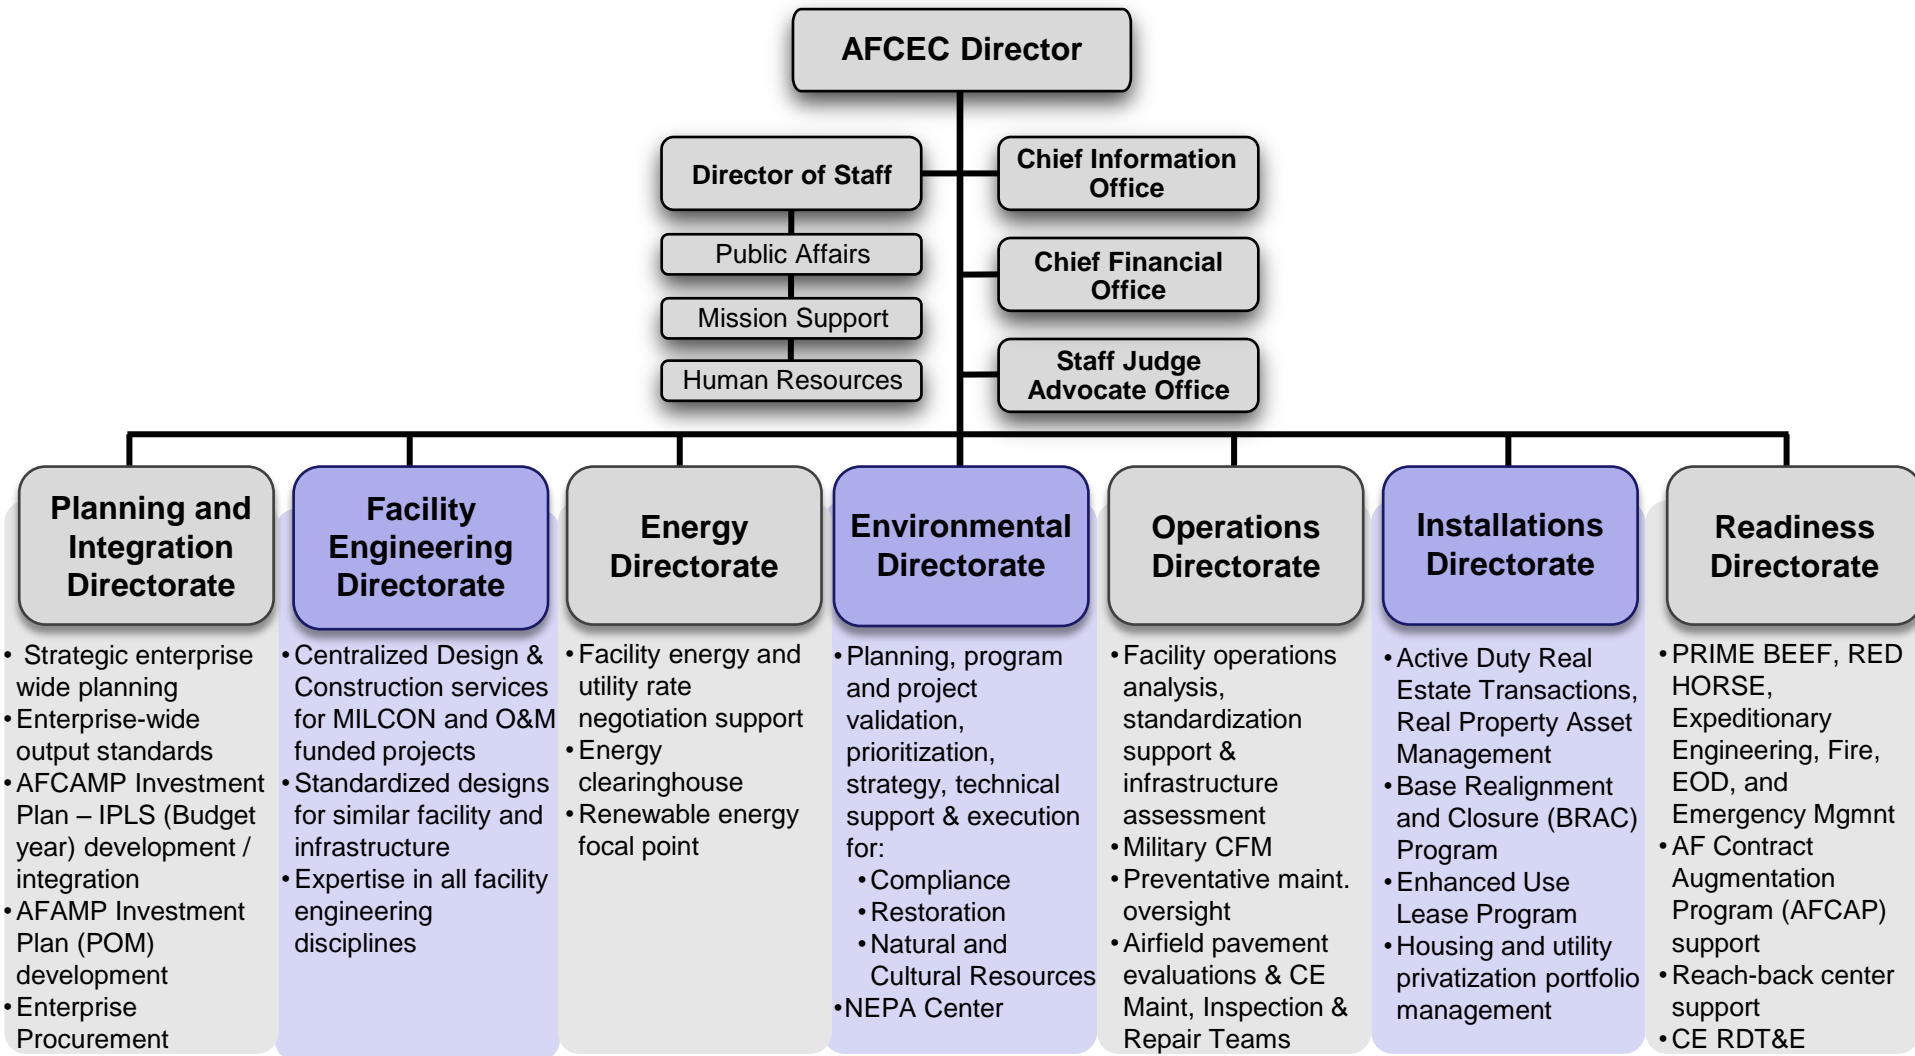 AFCEC Director
Director of Staff
Public Affairs
Mission Support
Human Resources
Chief Information
Office
Chief Financial
Office
Staff Judge
Advocate Office
Planning and
Integration
Directorate
• Strategic enterprise
wide planning
• Enterprise-wide
output standards
• AFCAMP Investment
Plan – IPLS (Budget
year) development /
integration
• AFAMP Investment
Plan (POM)
development
• Enterprise
Procurement
Facility
Engineering
Directorate
• Centralized Design &
Construction services
for MILCON and O&M
funded projects
• Standardized designs
for similar facility and
infrastructure
• Expertise in all facility
engineering
disciplines
Energy
Directorate
• Facility energy and
utility rate
negotiation support
• Energy
clearinghouse
• Renewable energy
focal point
Environmental
Directorate
• Planning, program
and project
validation,
prioritization,
strategy, technical
support & execution
for:
• Compliance
• Restoration
• Natural and
Cultural Resources
• NEPA Center
Operations
Directorate
• Facility operations
analysis,
standardization
support &
infrastructure
assessment
• Military CFM
• Preventative maint.
oversight
• Airfield pavement
evaluations & CE
Maint, Inspection &
Repair Teams
Installations
Directorate
• Active Duty Real
Estate Transactions,
Real Property Asset
Management
• Base Realignment
and Closure (BRAC)
Program
• Enhanced Use
Lease Program
• Housing and utility
privatization portfolio
management
Readiness
Directorate
• PRIME BEEF, RED
HORSE,
Expeditionary
Engineering, Fire,
EOD, and
Emergency Mgmnt
• AF Contract
Augmentation
Program (AFCAP)
support
• Reach-back center
support
• CE RDT&E